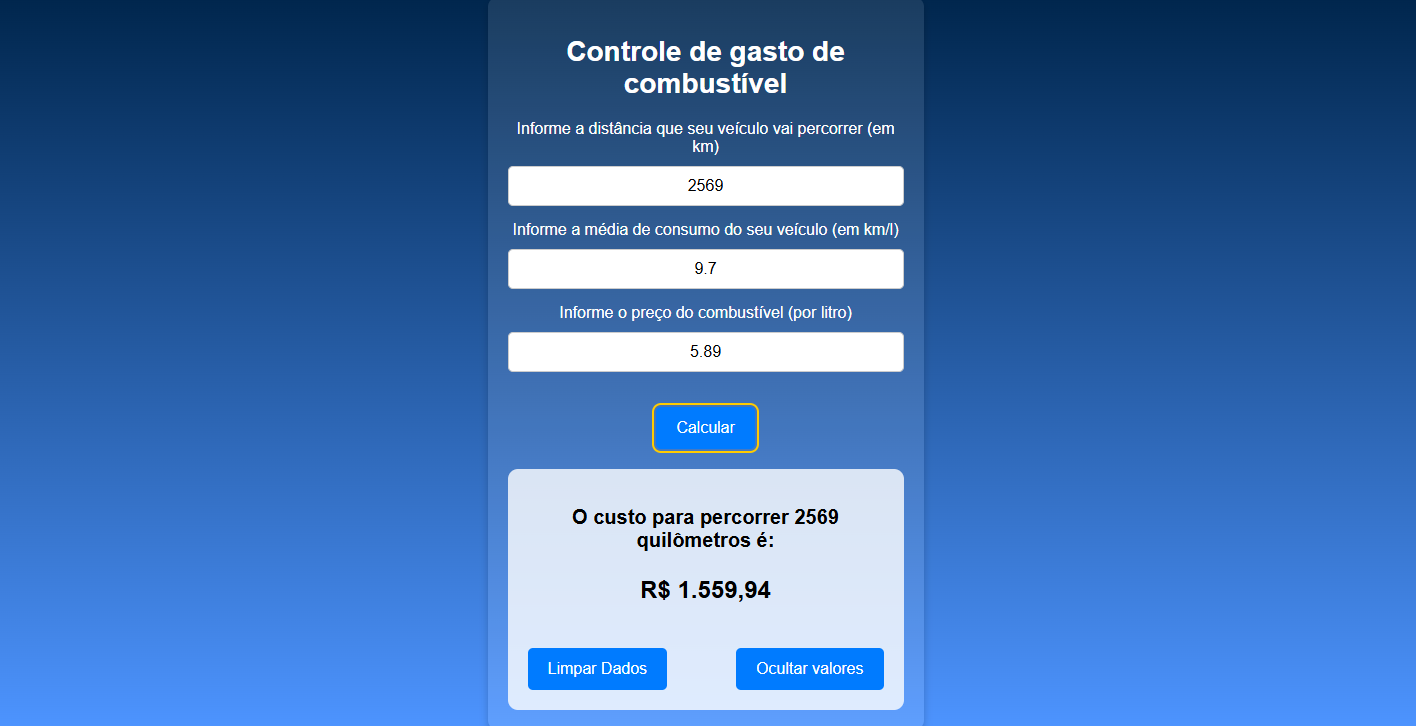 Controle de gasto de
combustível
Informe a distância que seu veículo vai percorrer (em
km)
2569
Informe a média de consumo do seu veículo (em km/l)
9.7
Informe o preço do combustível (por litro)
5.89
Calcular
O custo para percorrer 2569
quilômetros é:
R$ 1.559,94
Limpar Dados
Ocultar valores